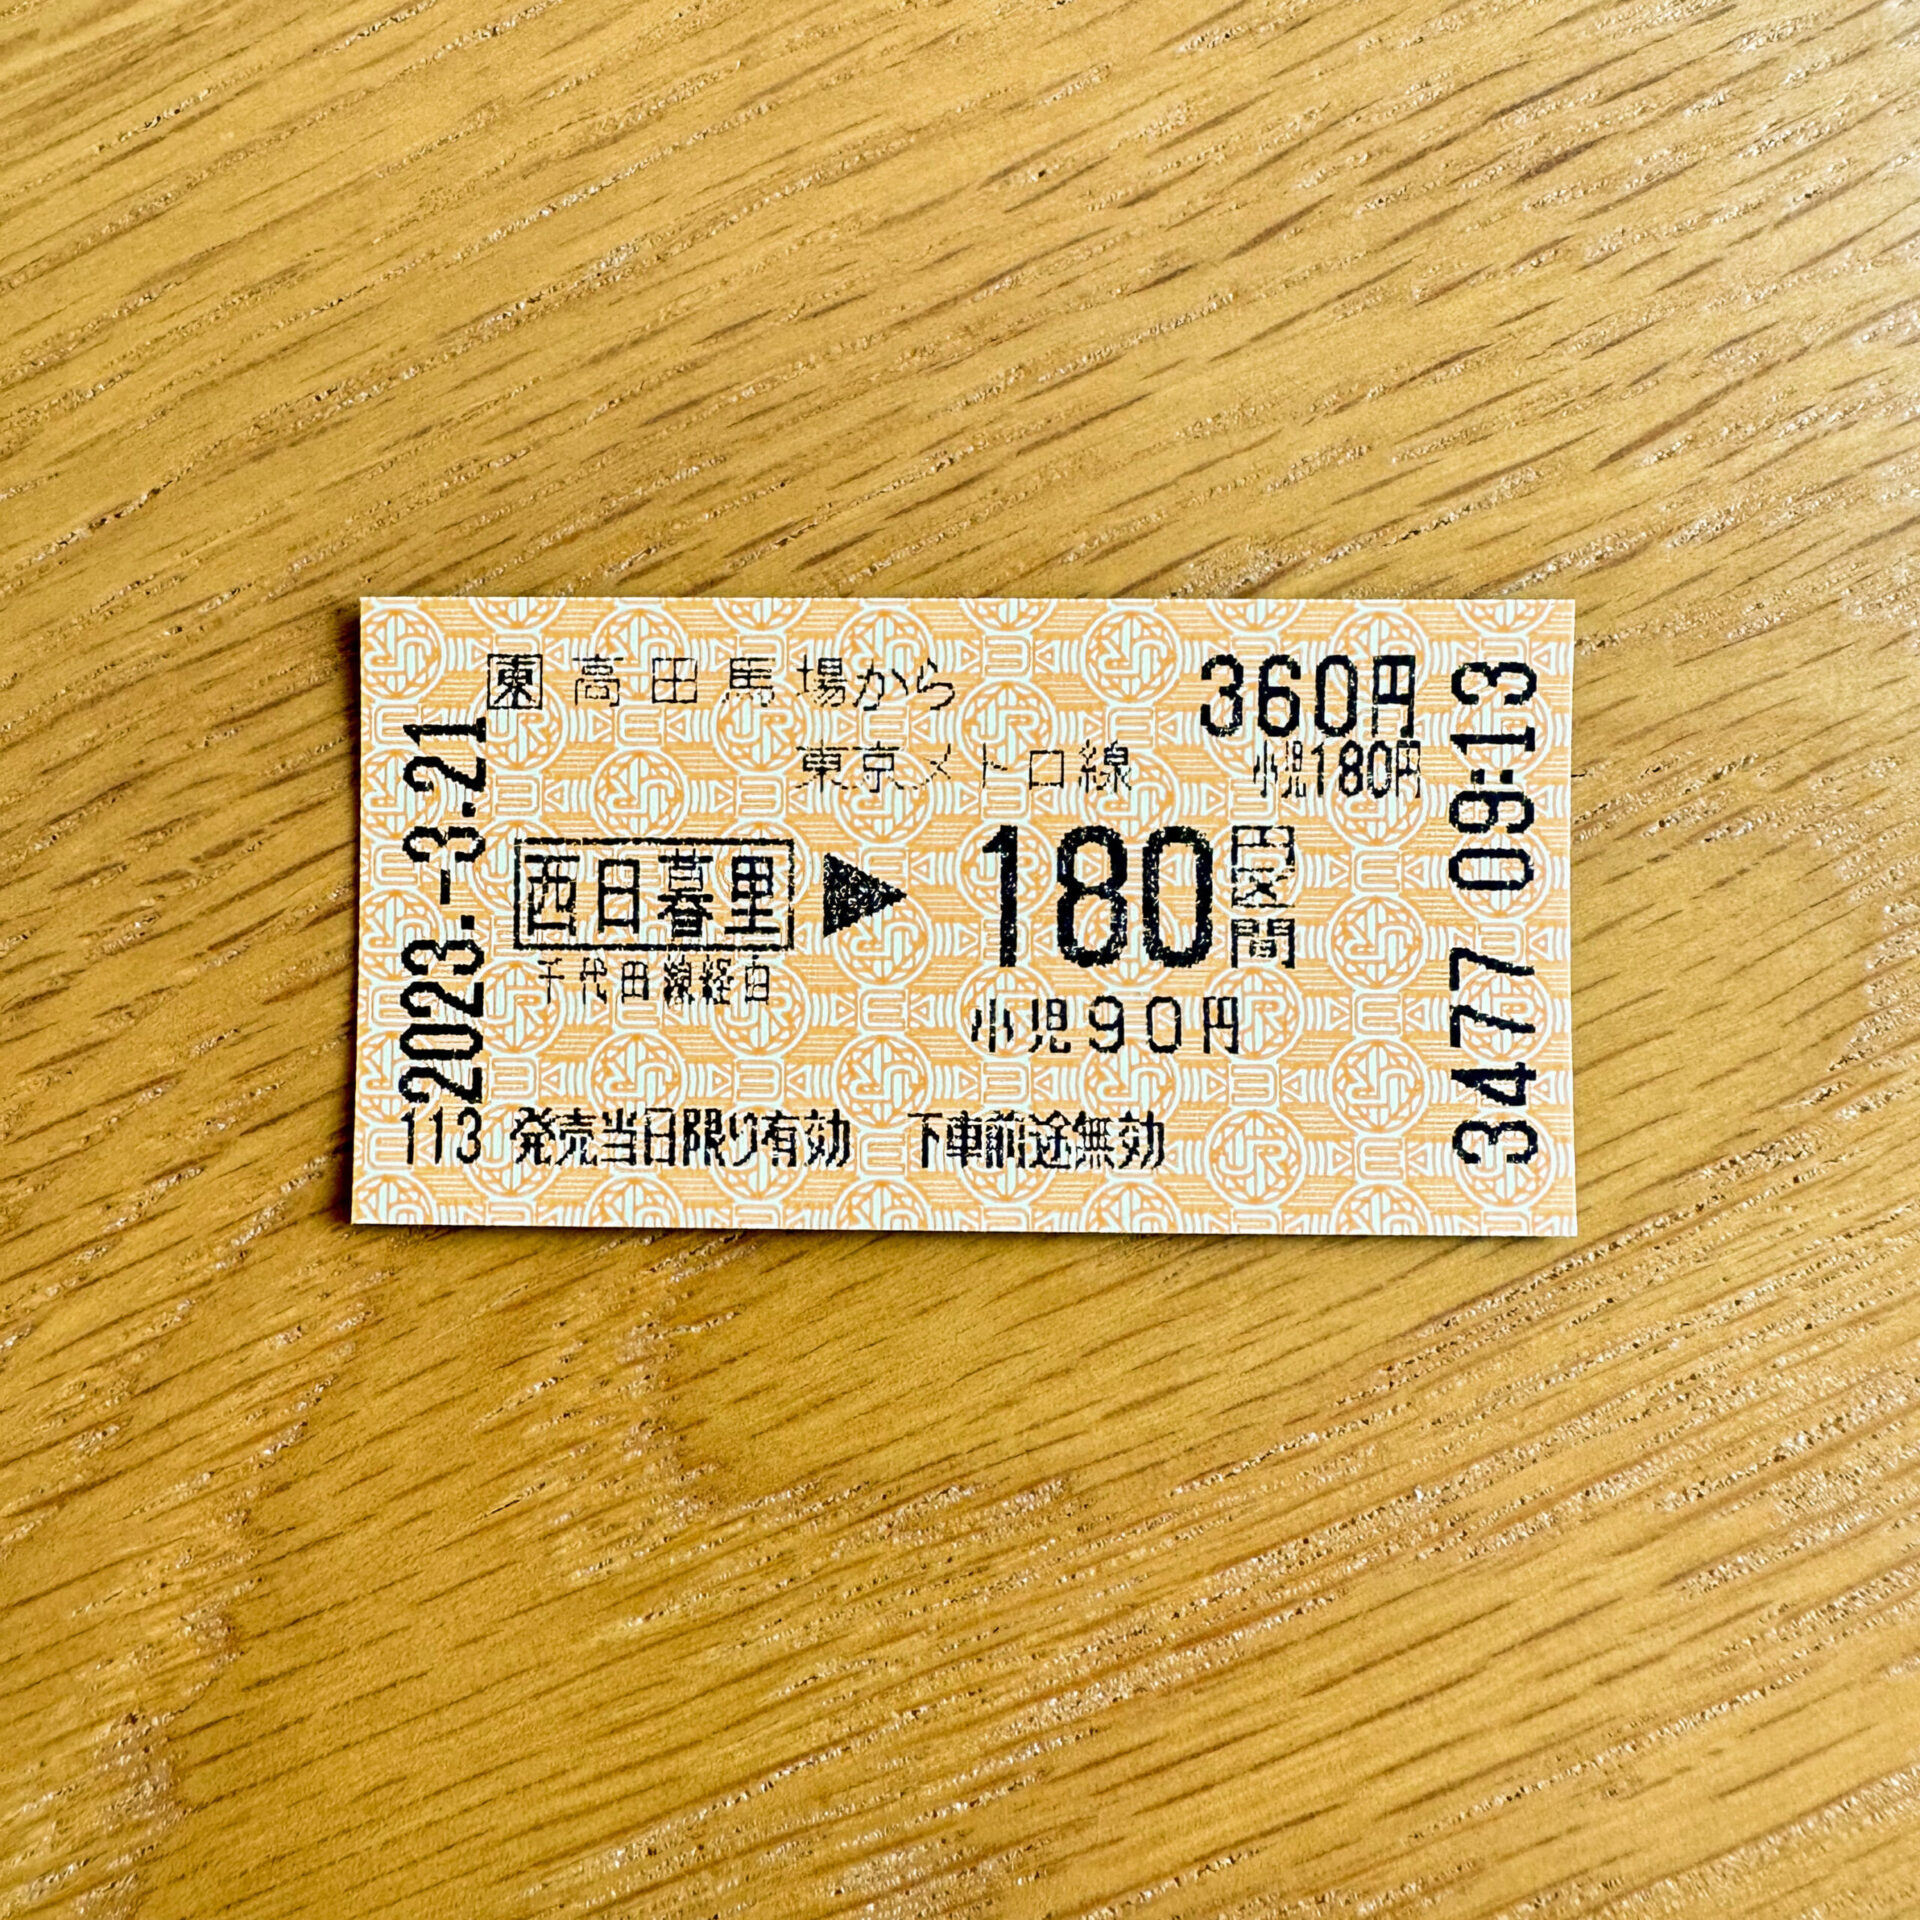 東 高田馬場から 360円
東京メトロ線 小児180円
西日暮里 ▶ 180円区間
千代田線経由
小児90円
113 発売当日限り有効 下車前途無効
2023.-3.21
3477 09:13